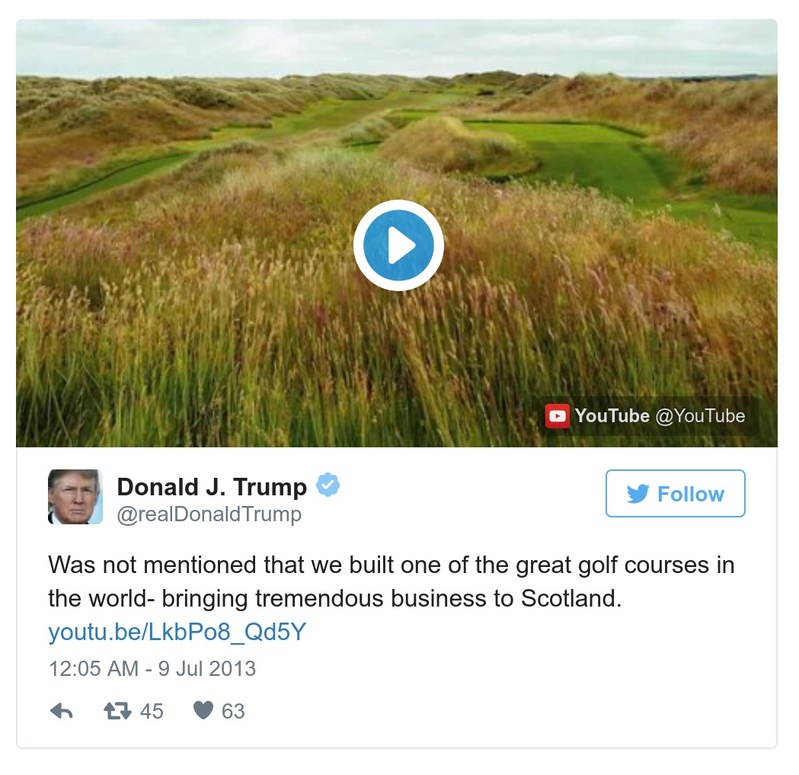 YouTube @YouTube
Donald J. Trump
@realDonaldTrump
Follow
Was not mentioned that we built one of the great golf courses in
the world- bringing tremendous business to Scotland.
youtu.be/LkbPo8_Qd5Y
12:05 AM - 9 Jul 2013
45 63